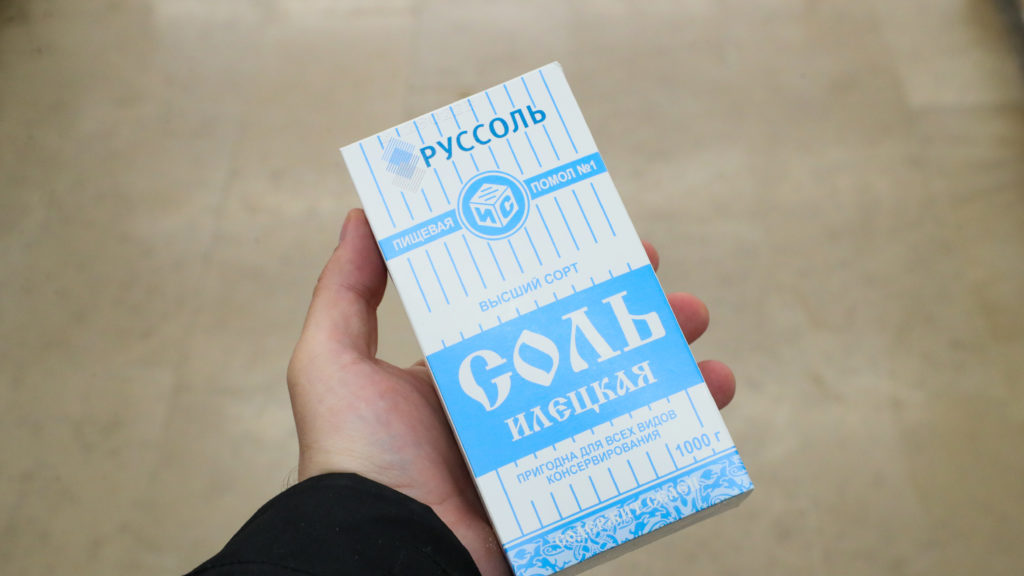 РУССОЛЬ
ПИЩЕВАЯ ИС ПОМОЛ №1
ВЫСШИЙ СОРТ
СОЛЬ
ИЛЕЦКАЯ
ПРИГОДНА ДЛЯ ВСЕХ ВИДОВ
КОНСЕРВИРОВАНИЯ
1000 г